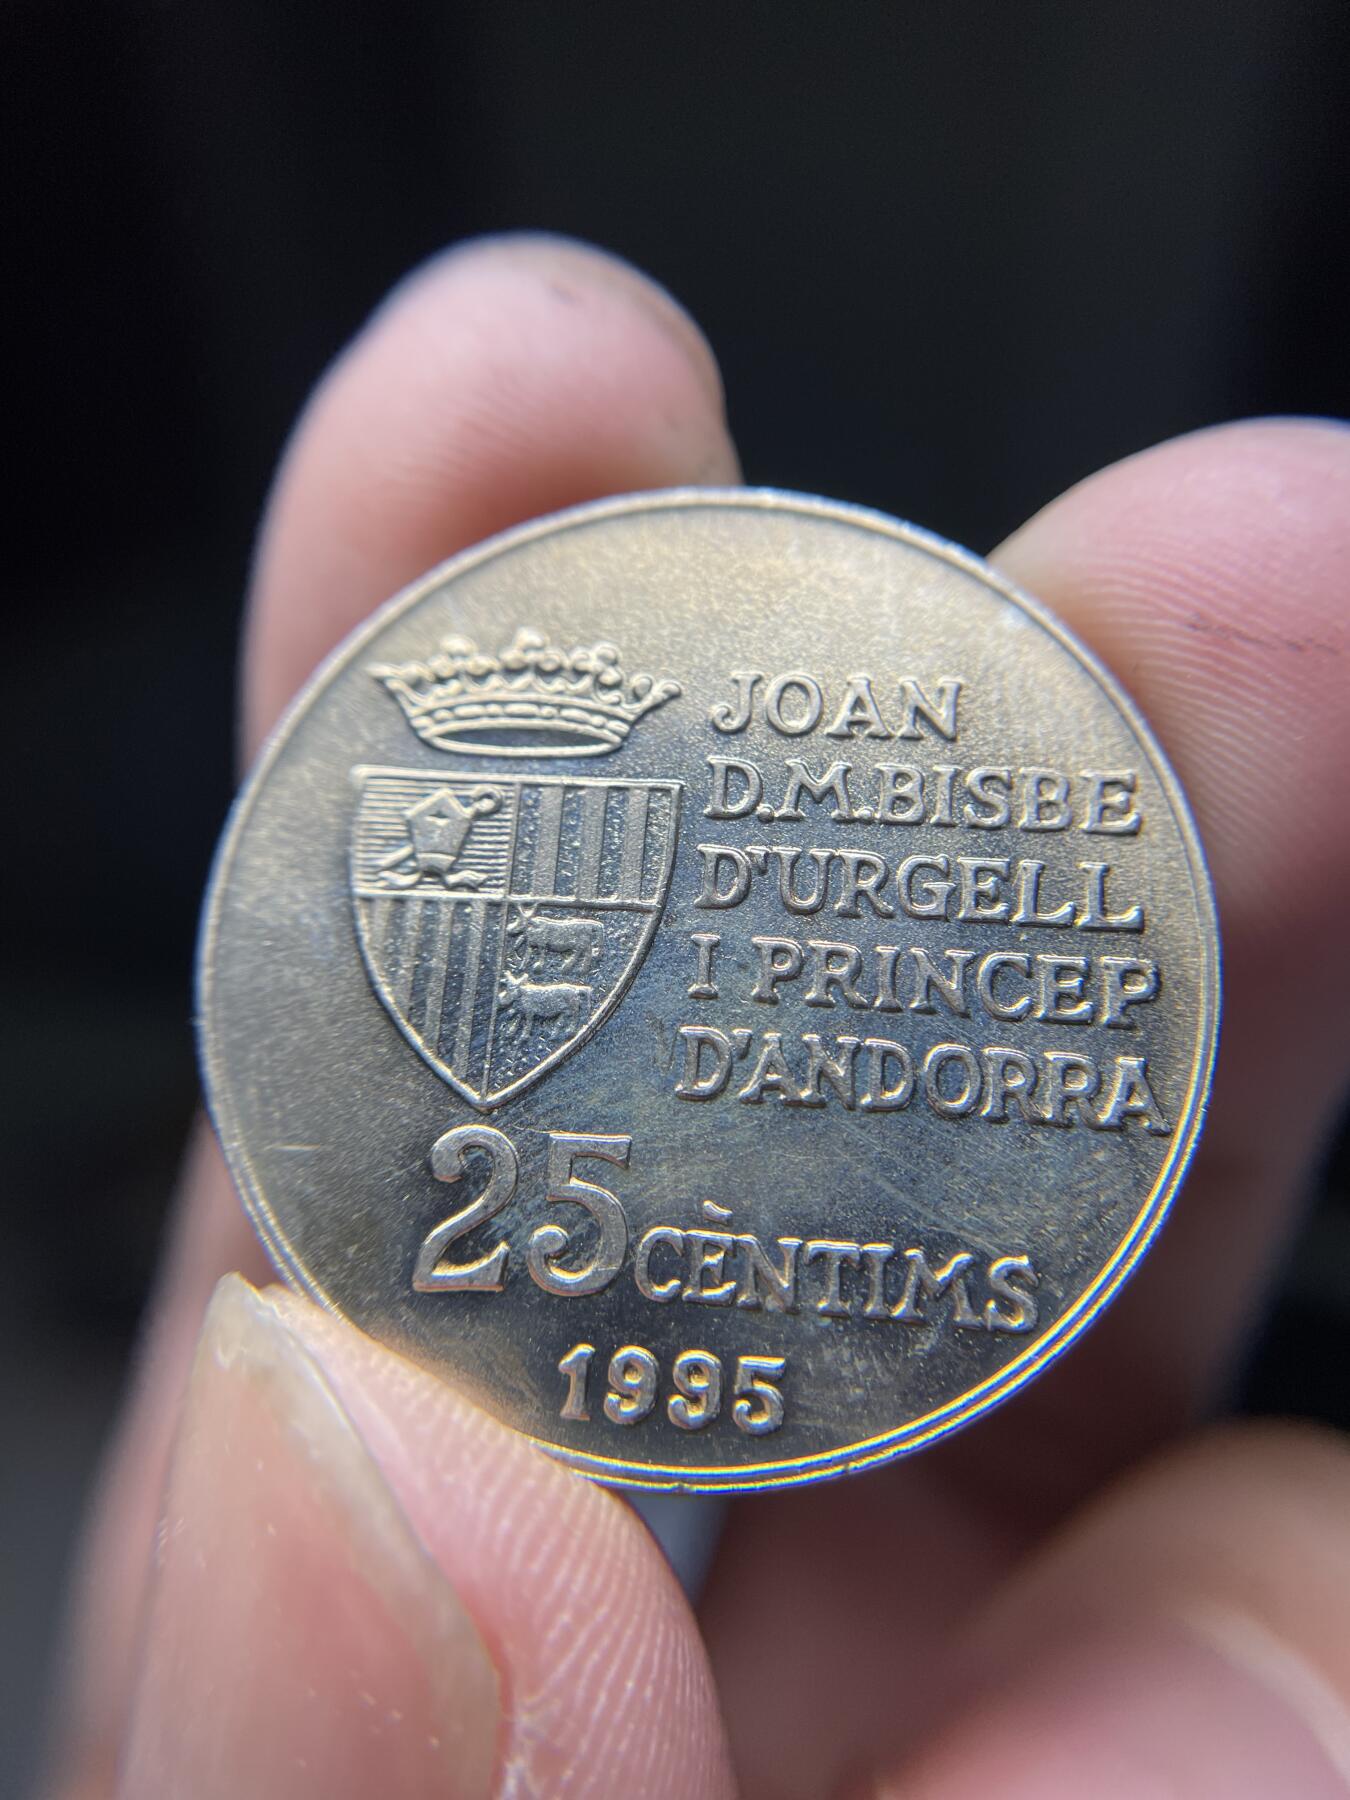 JOAN
D.M.BISBE
D'URGELL
I PRINCEP
D'ANDORRA
25 CÈNTIMS
1995